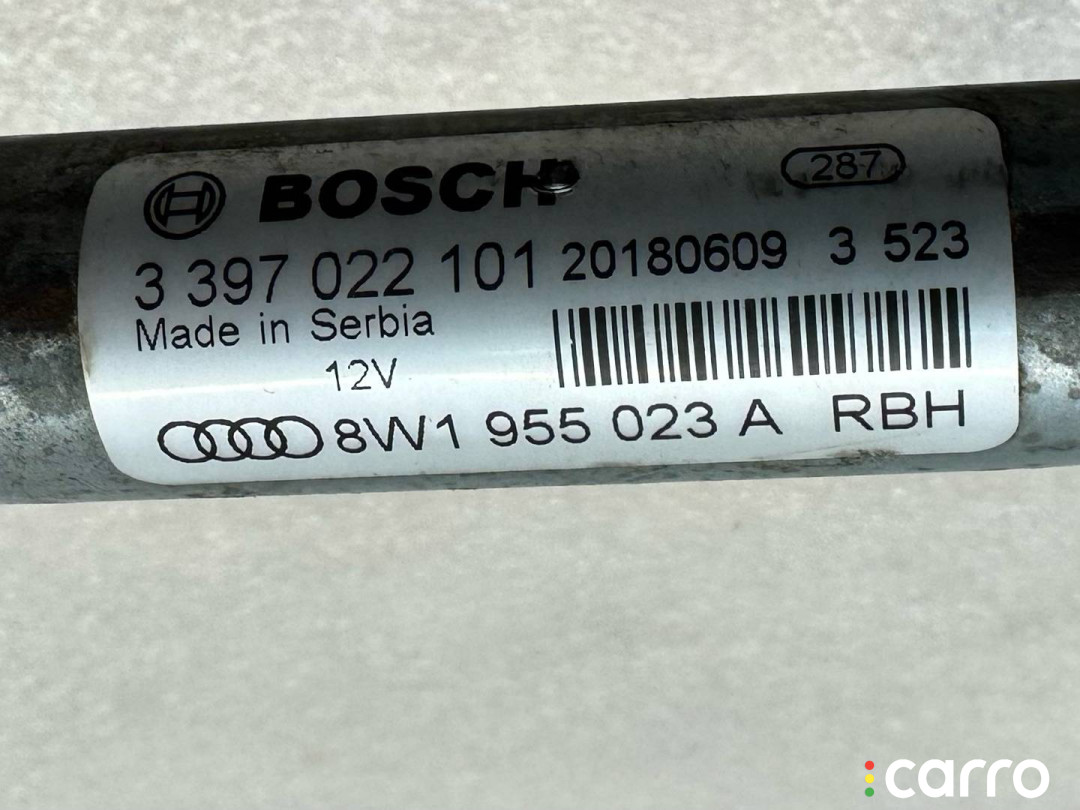 BOSCH 287
3 397 022 101 20180609 3 523
Made in Serbia
12V
8W1 955 023 A RBH
carro